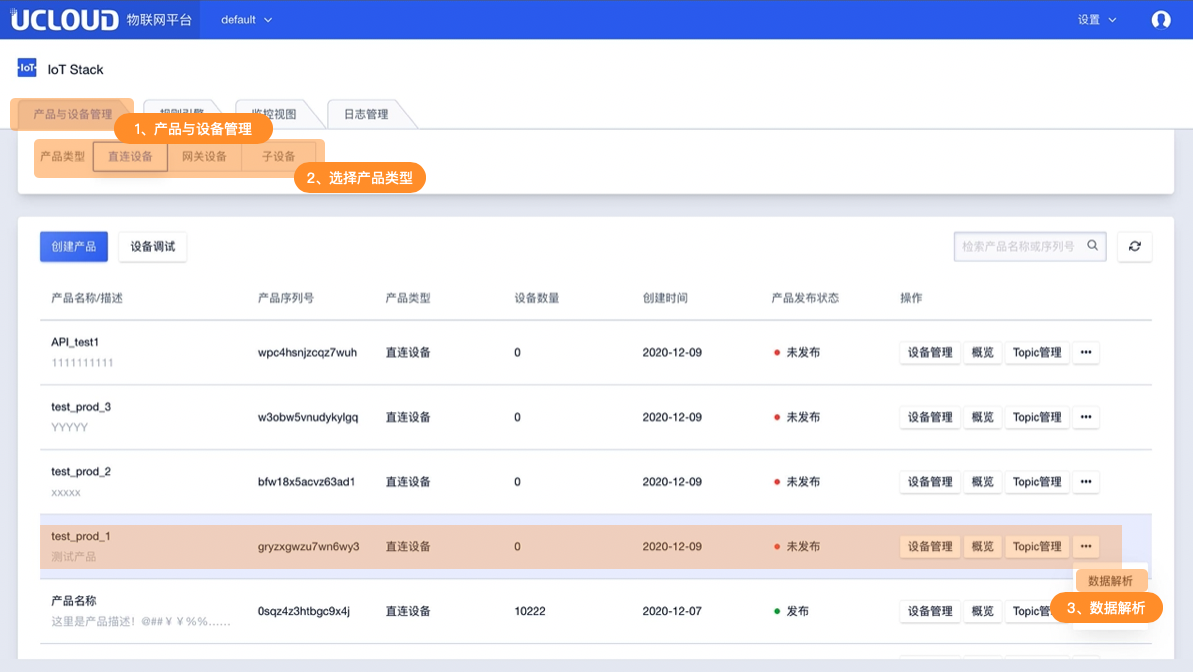 UCLOUD 物联网平台 default 设置
IoT IoT Stack
产品与设备管理 规则引擎 监控视图 日志管理
1、产品与设备管理
产品类型 直连设备 网关设备 子设备
2、选择产品类型
创建产品 设备调试 检索产品名称或序列号
产品名称/描述 产品序列号 产品类型 设备数量 创建时间 产品发布状态 操作
API_test1
1111111111
wpc4hsnjzcqz7wuh 直连设备 0 2020-12-09 未发布 设备管理 概览 Topic管理 •••
test_prod_3
YYYYY
w3obw5vnudykylgq 直连设备 0 2020-12-09 未发布 设备管理 概览 Topic管理 •••
test_prod_2
xxxxx
bfw18x5acvz63ad1 直连设备 0 2020-12-09 未发布 设备管理 概览 Topic管理 •••
test_prod_1
测试产品
gryzxgwzu7wn6wy3 直连设备 0 2020-12-09 未发布 设备管理 概览 Topic管理 •••
数据解析
3、数据解析
产品名称
这里是产品描述！@##￥￥%%……
0sqz4z3htbgc9x4j 直连设备 10222 2020-12-07 发布 设备管理 概览 Topic管